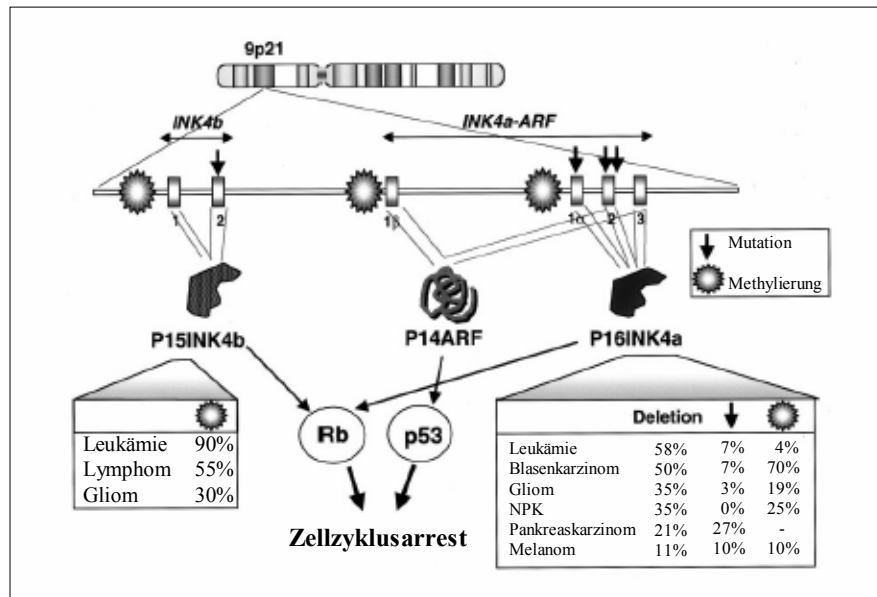 9p21
INK4b INK4a-ARF
1 2 1β 1α 2 3
Mutation
Methylierung
P15INK4b P14ARF P16INK4a
Rb p53
Zellzyklusarrest
Leukämie 90%
Lymphom 55%
Gliom 30%
Deletion
Leukämie 58% 7% 4%
Blasenkarzinom 50% 7% 70%
Gliom 35% 3% 19%
NPK 35% 0% 25%
Pankreaskarzinom 21% 27% -
Melanom 11% 10% 10%